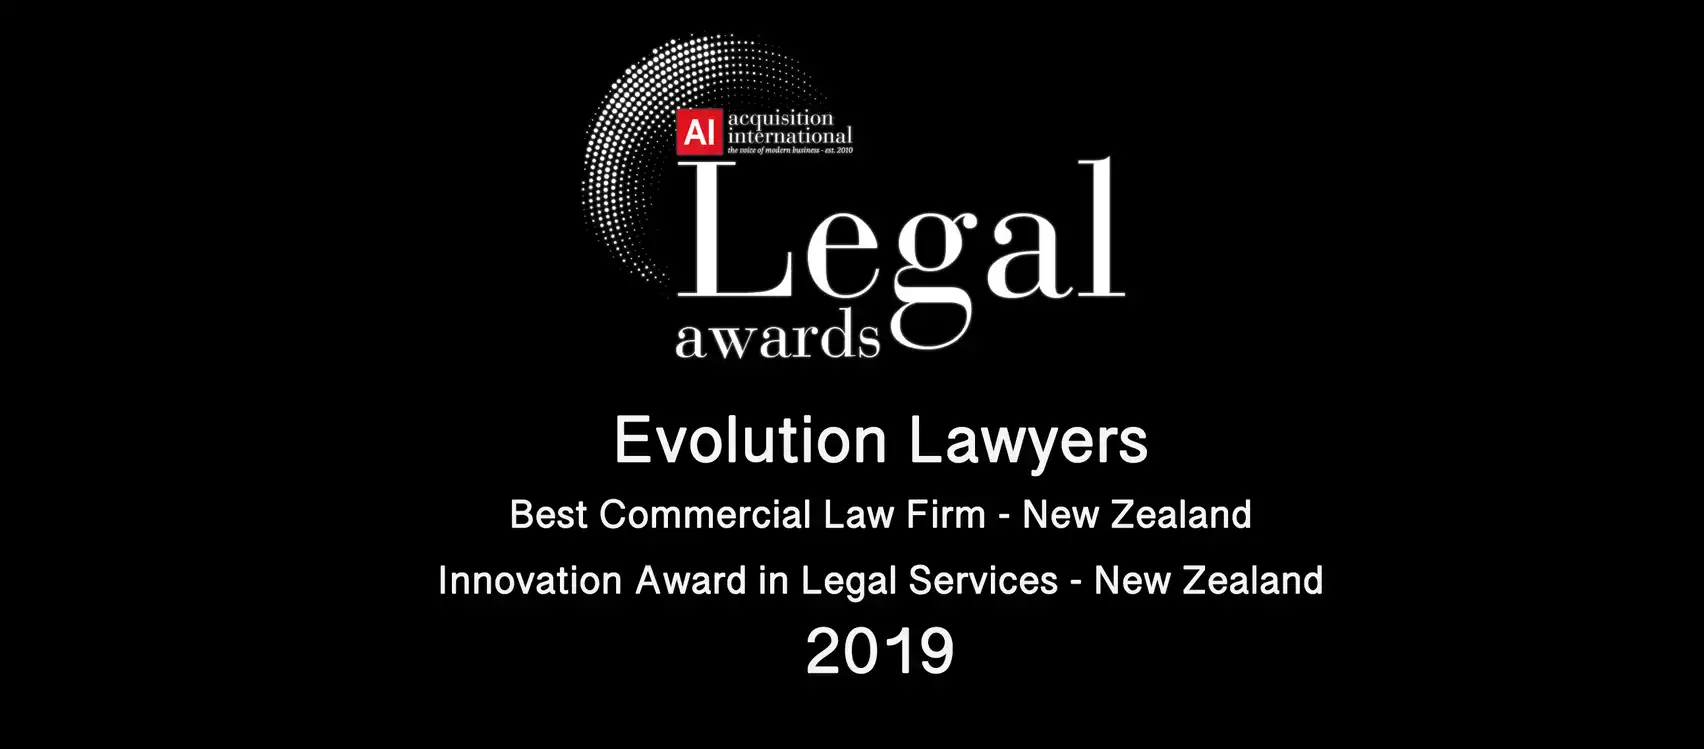 AI acquisition
international
the voice of modern business - est. 2010
Legal
awards
Evolution Lawyers
Best Commercial Law Firm - New Zealand
Innovation Award in Legal Services - New Zealand
2019